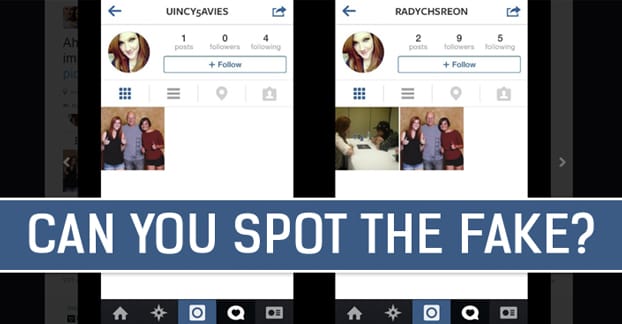 UINCY5AVIES
1 0 4
posts followers following
+ Follow
RADYCHSREON
2 9 5
posts followers following
+ Follow
Ah
im
pic
CAN YOU SPOT THE FAKE?